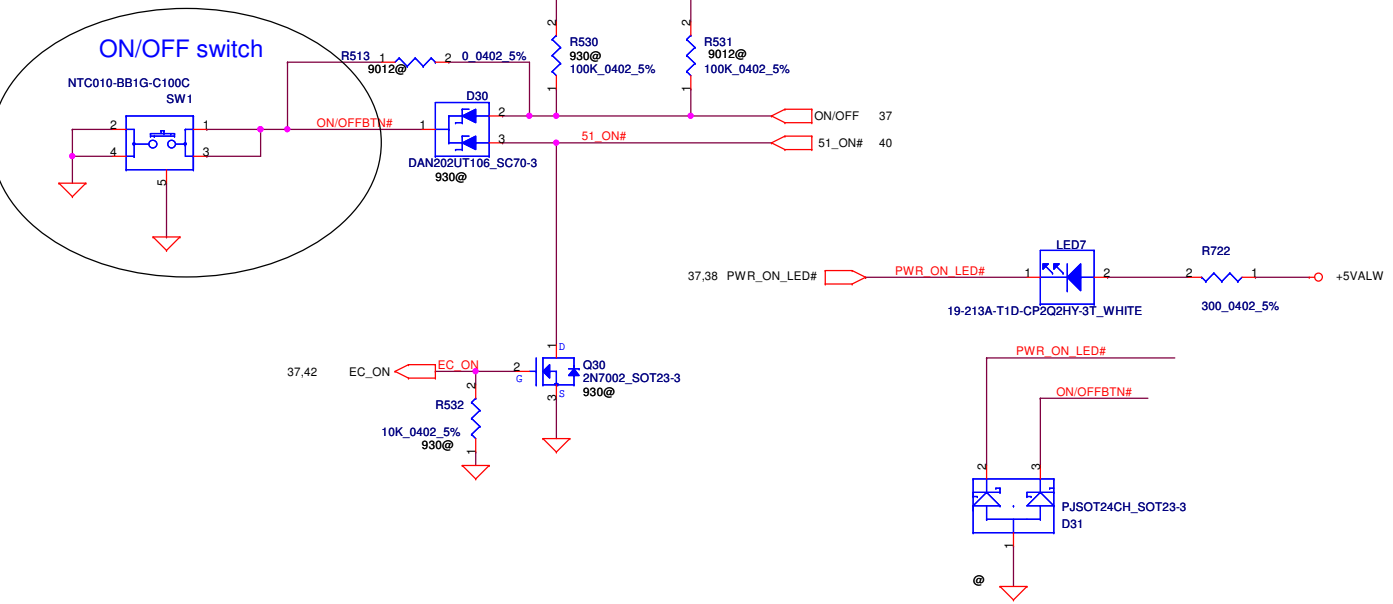 ON/OFF switch
NTC010-BB1G-C100C
SW1
2
1
4
3
5
R513
1
2
0_0402_5%
9012@
ON/OFFBTN#
D30
1
2
3
DAN202UT106_SC70-3
930@
2
R530
930@
100K_0402_5%
1
2
R531
9012@
100K_0402_5%
1
ON/OFF
37
51_ON#
51_ON#
40
37,38
PWR_ON_LED#
PWR_ON_LED#
LED7
1
2
19-213A-T1D-CP2Q2HY-3T_WHITE
R722
2
1
300_0402_5%
+5VALW
37,42
EC_ON
EC_ON
2
G
1
D
Q30
2N7002_SOT23-3
930@
3
S
2
R532
10K_0402_5%
930@
1
PWR_ON_LED#
ON/OFFBTN#
2
3
PJSOT24CH_SOT23-3
D31
1
@